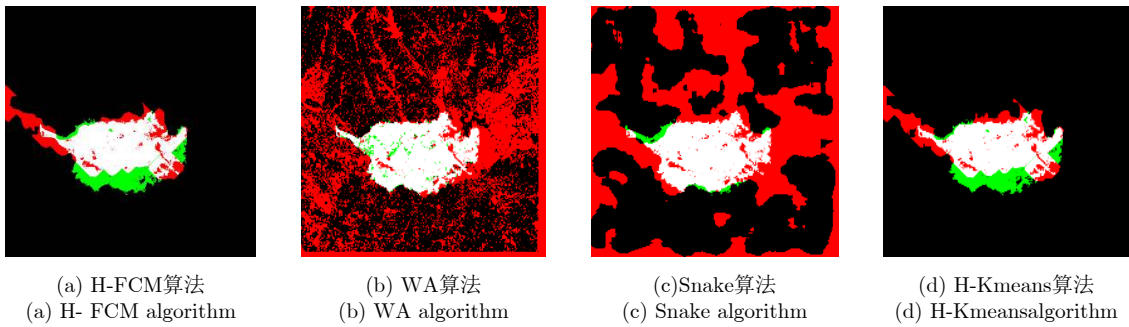 (a) H-FCM算法
(a) H- FCM algorithm
(b) WA算法
(b) WA algorithm
(c)Snake算法
(c) Snake algorithm
(d) H-Kmeans算法
(d) H-Kmeansalgorithm